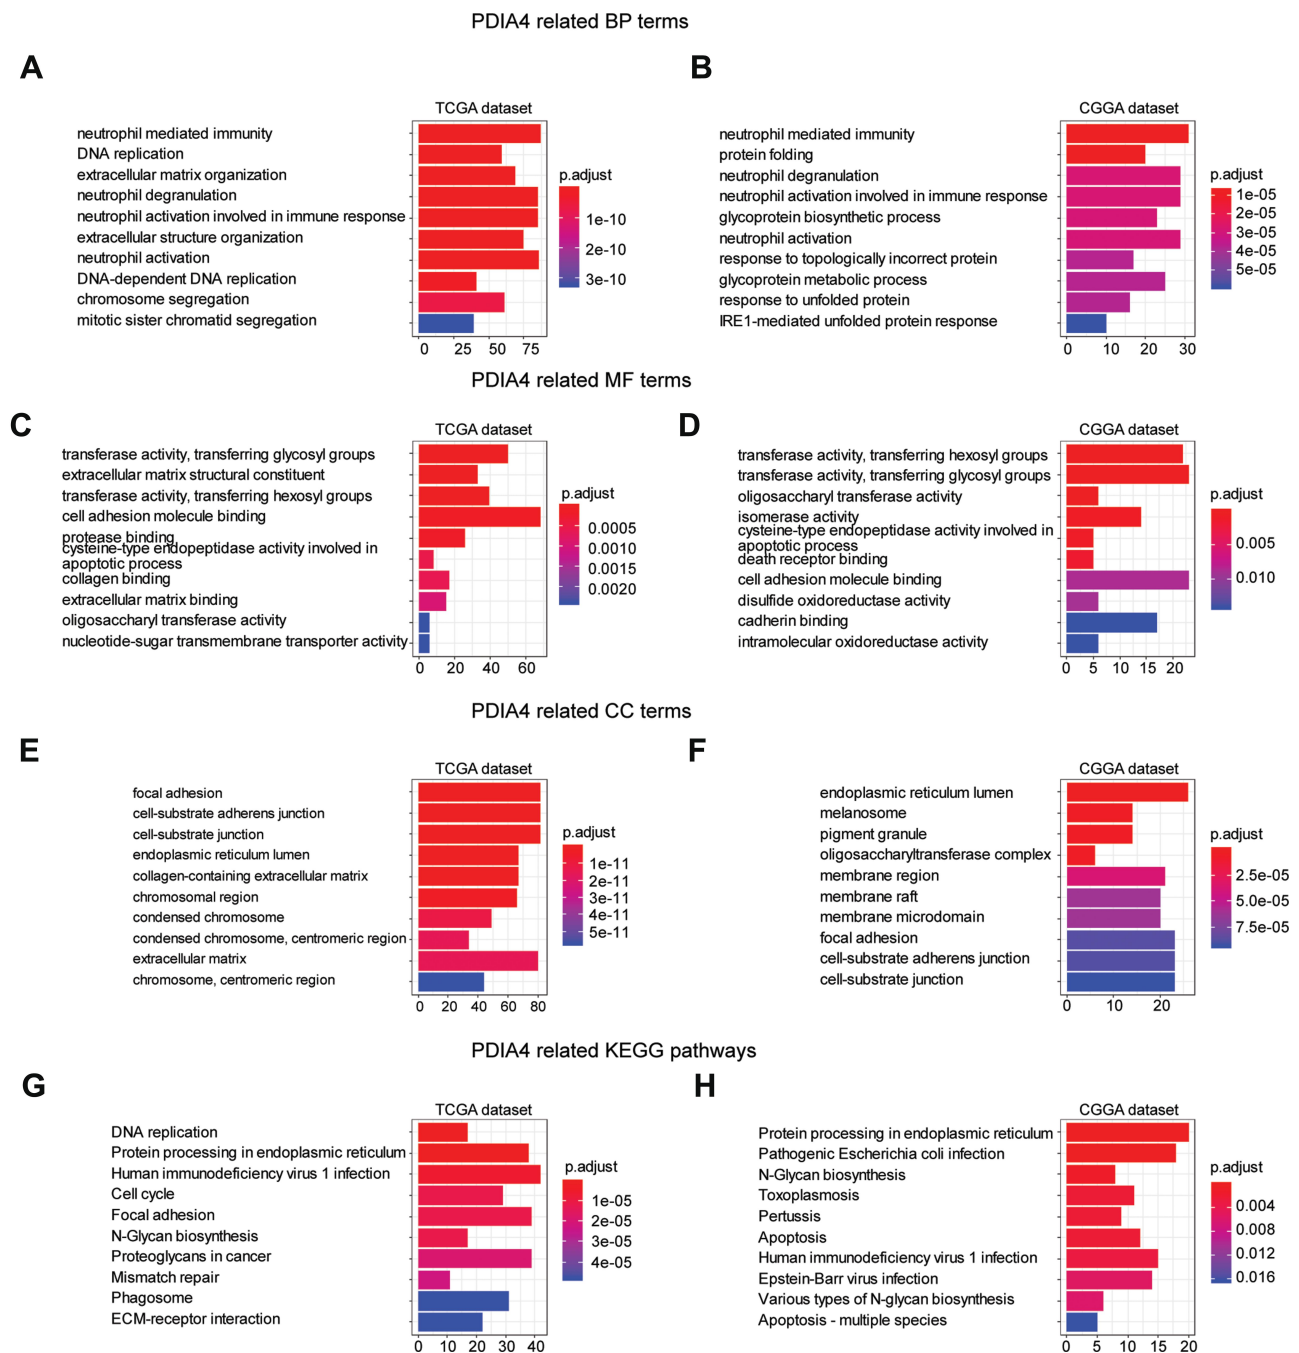 PDIA4 related BP terms
A
TCGA dataset
neutrophil mediated immunity
DNA replication
extracellular matrix organization
neutrophil degranulation
neutrophil activation involved in immune response
extracellular structure organization
neutrophil activation
DNA-dependent DNA replication
chromosome segregation
mitotic sister chromatid segregation
0 25 50 75
p.adjust
1e-10
2e-10
3e-10
B
CGGA dataset
neutrophil mediated immunity
protein folding
neutrophil degranulation
neutrophil activation involved in immune response
glycoprotein biosynthetic process
neutrophil activation
response to topologically incorrect protein
glycoprotein metabolic process
response to unfolded protein
IRE1-mediated unfolded protein response
0 10 20 30
p.adjust
1e-05
2e-05
3e-05
4e-05
5e-05
PDIA4 related MF terms
C
TCGA dataset
transferase activity, transferring glycosyl groups
extracellular matrix structural constituent
transferase activity, transferring hexosyl groups
cell adhesion molecule binding
protease binding
cysteine-type endopeptidase activity involved in
apoptotic process
collagen binding
extracellular matrix binding
oligosaccharyl transferase activity
nucleotide-sugar transmembrane transporter activity
0 20 40 60
p.adjust
0.0005
0.0010
0.0015
0.0020
D
CGGA dataset
transferase activity, transferring hexosyl groups
transferase activity, transferring glycosyl groups
oligosaccharyl transferase activity
isomerase activity
cysteine-type endopeptidase activity involved in
apoptotic process
death receptor binding
cell adhesion molecule binding
disulfide oxidoreductase activity
cadherin binding
intramolecular oxidoreductase activity
0 5 10 15 20
p.adjust
0.005
0.010
PDIA4 related CC terms
E
TCGA dataset
focal adhesion
cell-substrate adherens junction
cell-substrate junction
endoplasmic reticulum lumen
collagen-containing extracellular matrix
chromosomal region
condensed chromosome
condensed chromosome, centromeric region
extracellular matrix
chromosome, centromeric region
0 20 40 60 80
p.adjust
1e-11
2e-11
3e-11
4e-11
5e-11
F
CGGA dataset
endoplasmic reticulum lumen
melanosome
pigment granule
oligosaccharyltransferase complex
membrane region
membrane raft
membrane microdomain
focal adhesion
cell-substrate adherens junction
cell-substrate junction
0 10 20
p.adjust
2.5e-05
5.0e-05
7.5e-05
PDIA4 related KEGG pathways
G
TCGA dataset
DNA replication
Protein processing in endoplasmic reticulum
Human immunodeficiency virus 1 infection
Cell cycle
Focal adhesion
N-Glycan biosynthesis
Proteoglycans in cancer
Mismatch repair
Phagosome
ECM-receptor interaction
0 10 20 30 40
p.adjust
1e-05
2e-05
3e-05
4e-05
H
CGGA dataset
Protein processing in endoplasmic reticulum
Pathogenic Escherichia coli infection
N-Glycan biosynthesis
Toxoplasmosis
Pertussis
Apoptosis
Human immunodeficiency virus 1 infection
Epstein-Barr virus infection
Various types of N-glycan biosynthesis
Apoptosis - multiple species
0 5 10 15 20
p.adjust
0.004
0.008
0.012
0.016